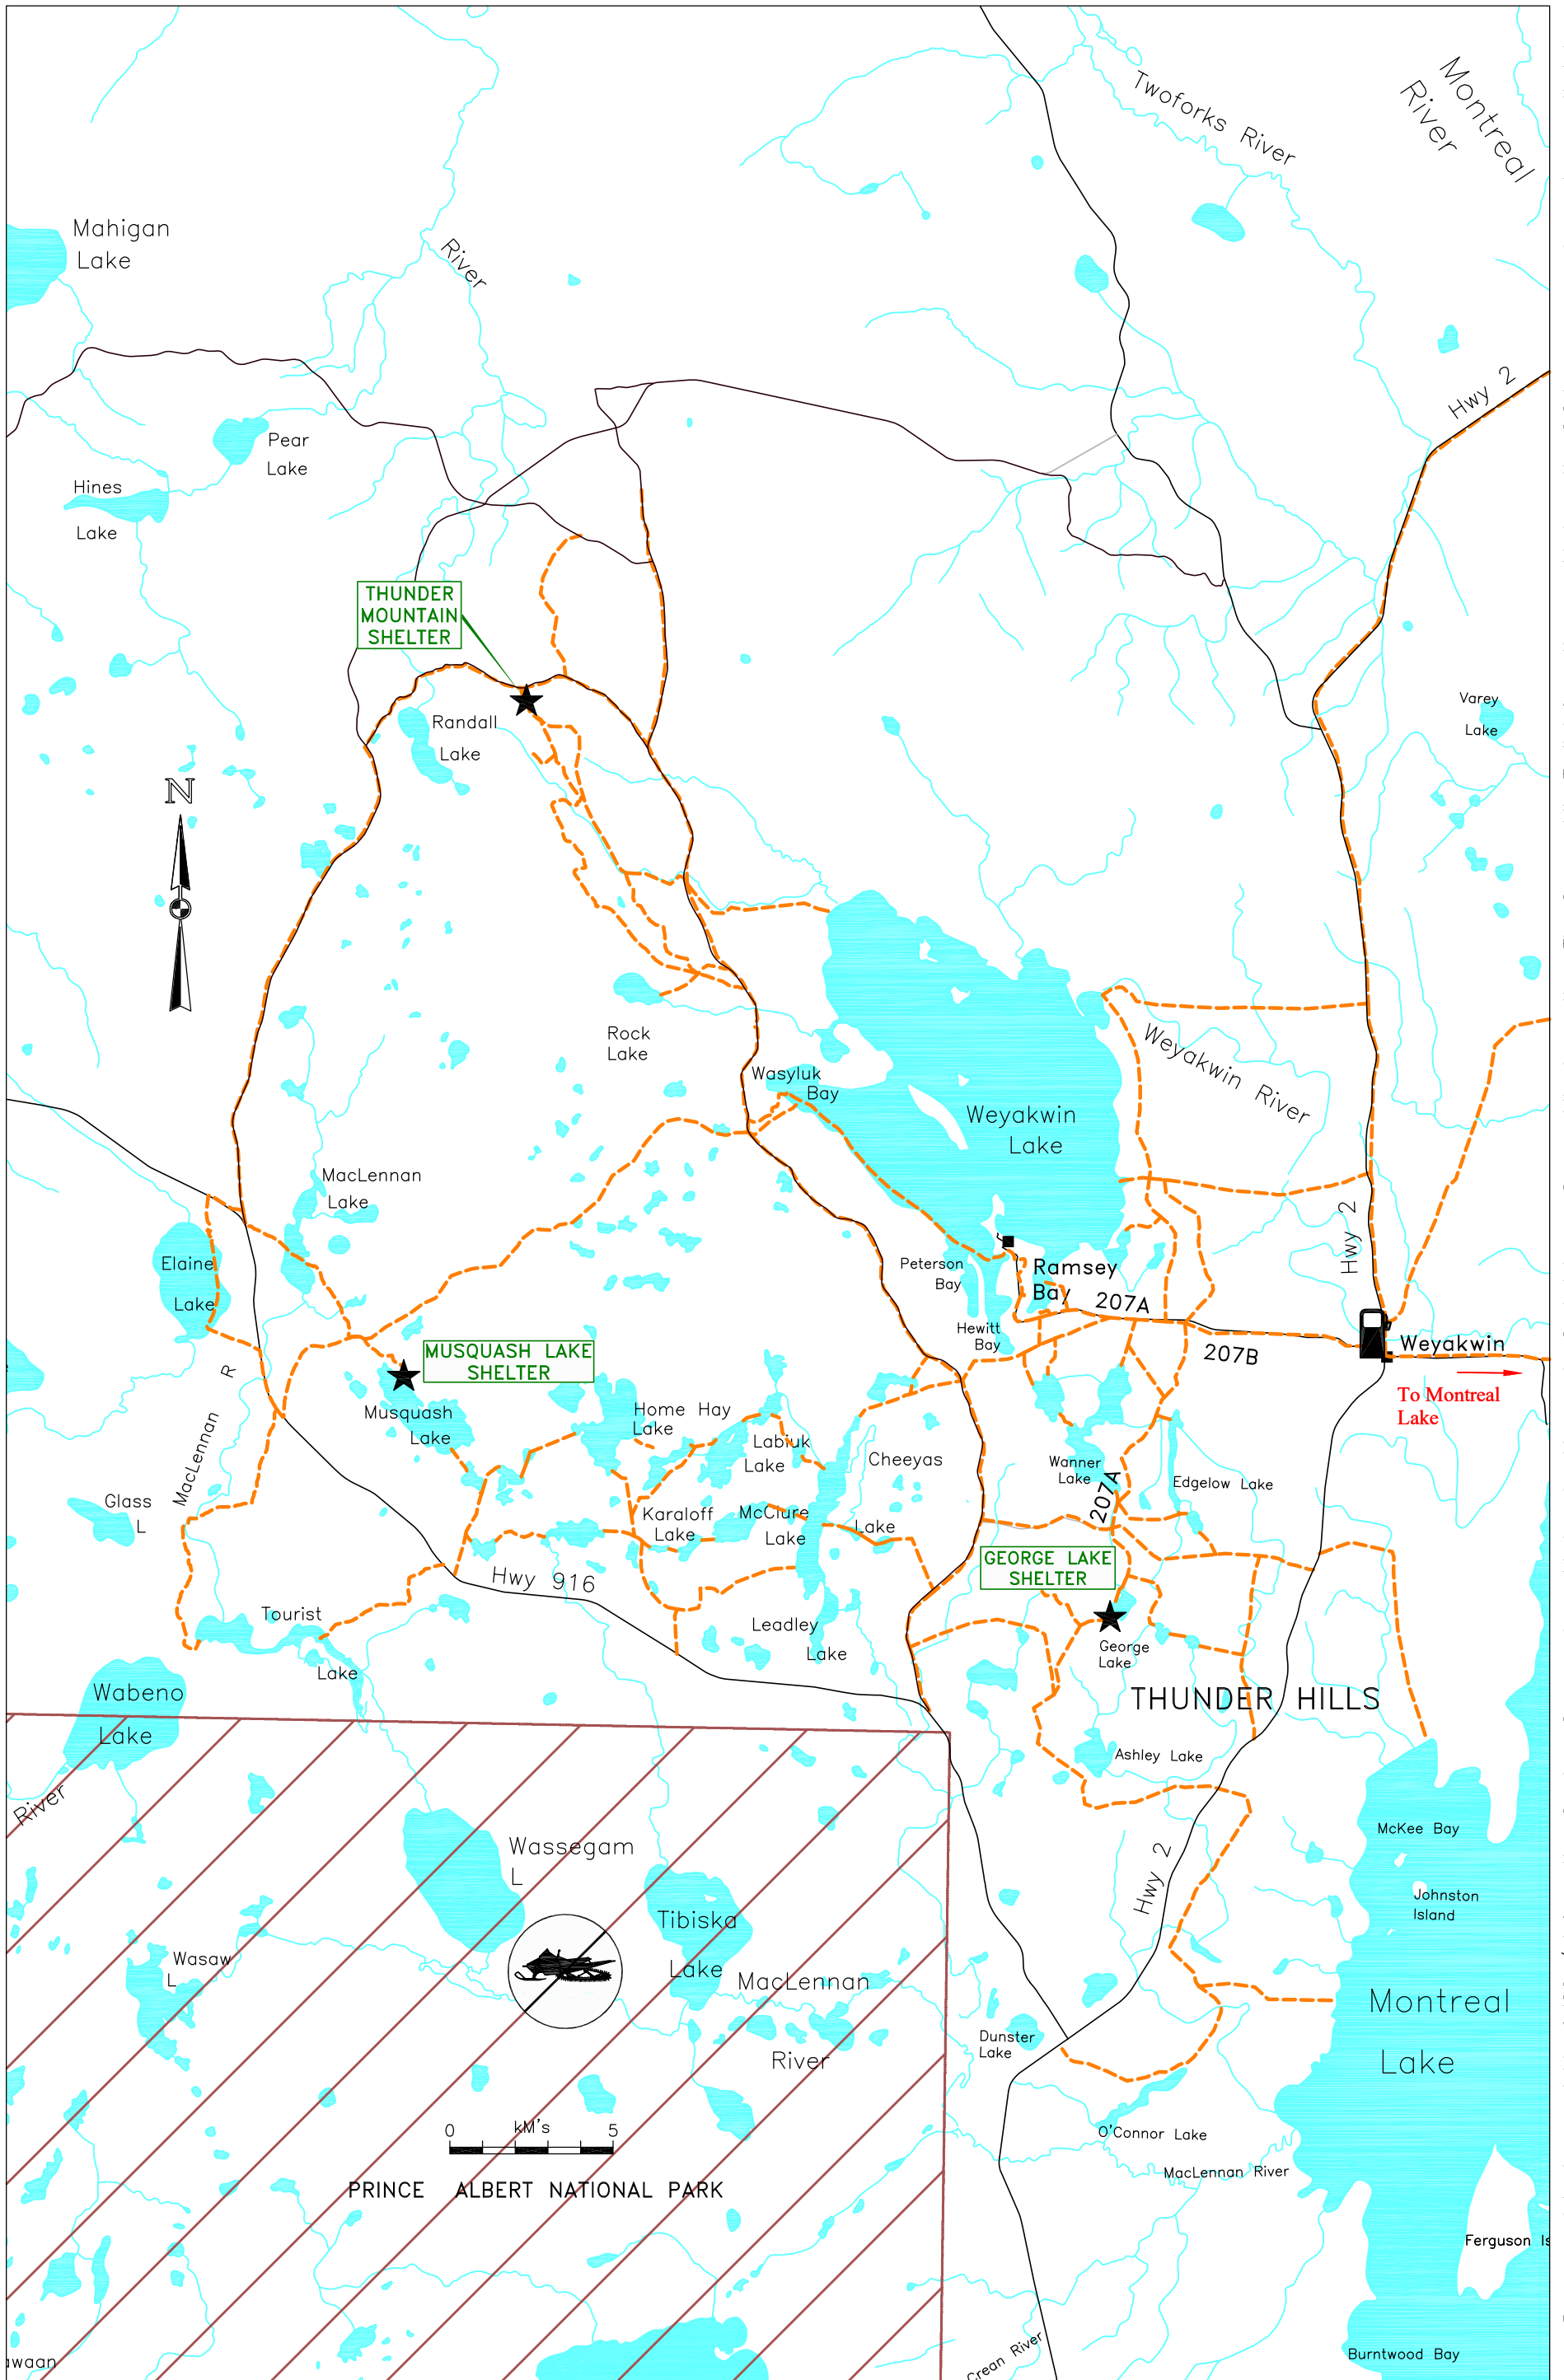 Montreal
River
Twoforks River
Mahigan
Lake
River
Hwy 2
Pear
Lake
Hines
Lake
THUNDER
MOUNTAIN
SHELTER
Randall
Lake
Varey
Lake
N
Rock
Lake
Weyakwin River
Wasyluk
Bay
Weyakwin
Lake
MacLennan
Lake
Hwy 2
Elaine
Lake
Peterson
Bay
Ramsey
Bay
207A
Hewitt
Bay
Weyakwin
207B
MUSQUASH LAKE
SHELTER
To Montreal
Lake
R
MacLennan
Musquash
Lake
Home Hay
Lake
Labiuk
Lake
Cheeyas
Lake
Wanner
Lake
207A
Edgelow Lake
Glass
L
Karaloff
Lake
McClure
Lake
GEORGE LAKE
SHELTER
Hwy 916
Tourist
Lake
Leadley
Lake
George
Lake
THUNDER HILLS
Wabeno
Lake
Ashley Lake
River
McKee Bay
Wassegam
L
Hwy 2
Johnston
Island
Tibiska
Lake
Wasaw
L
MacLennan
River
Montreal
Lake
Dunster
Lake
0 kM's 5
O'Connor Lake
MacLennan River
PRINCE ALBERT NATIONAL PARK
Ferguson Is
Crean River
Burntwood Bay
awaan